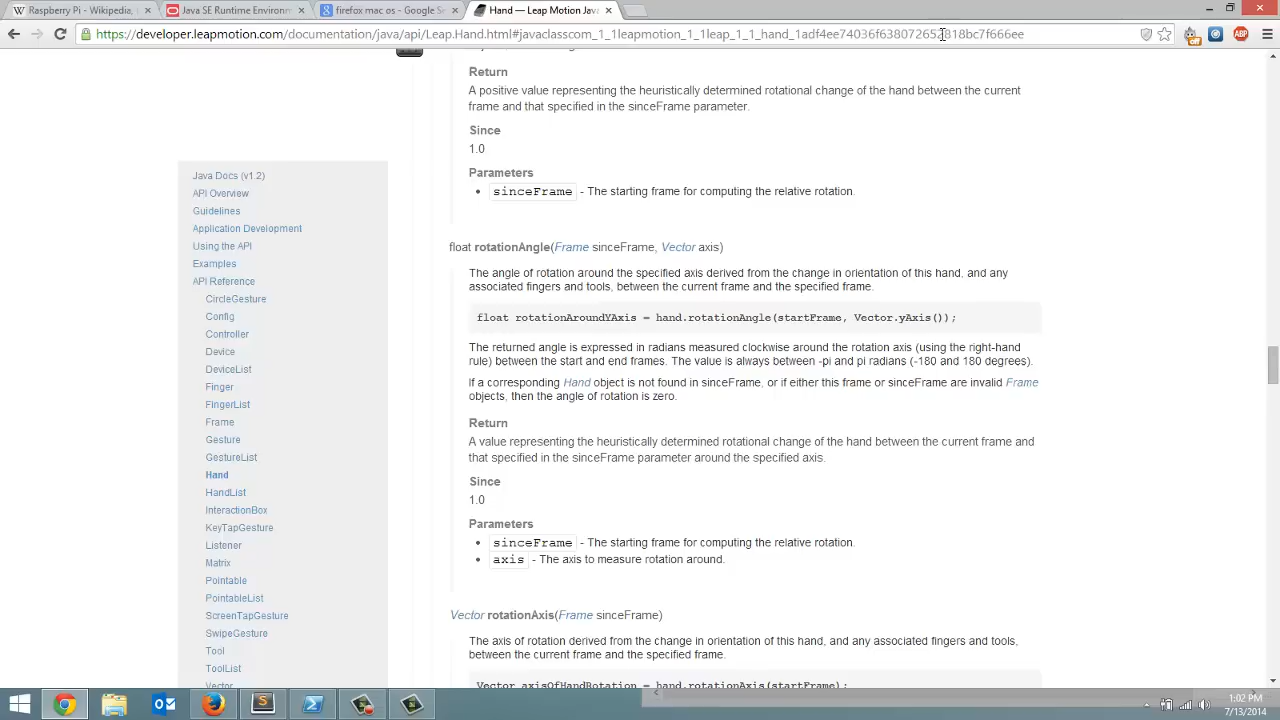 Raspberry Pi - Wikipedia,
Java SE Runtime Environm
firefox mac os - Google Se
Hand — Leap Motion Java
https://developer.leapmotion.com/documentation/java/api/Leap.Hand.html#javaclasscom_1_1leapmotion_1_1leap_1_1_hand_1adf4ee74036f638072652818bc7f666ee
off
ABP
Return
A positive value representing the heuristically determined rotational change of the hand between the current
frame and that specified in the sinceFrame parameter.
Since
1.0
Parameters
• sinceFrame - The starting frame for computing the relative rotation.
float rotationAngle(Frame sinceFrame, Vector axis)
The angle of rotation around the specified axis derived from the change in orientation of this hand, and any
associated fingers and tools, between the current frame and the specified frame.
float rotationAroundYAxis = hand.rotationAngle(startFrame, Vector.yAxis());
The returned angle is expressed in radians measured clockwise around the rotation axis (using the right-hand
rule) between the start and end frames. The value is always between -pi and pi radians (-180 and 180 degrees).
If a corresponding Hand object is not found in sinceFrame, or if either this frame or sinceFrame are invalid Frame
objects, then the angle of rotation is zero.
Return
A value representing the heuristically determined rotational change of the hand between the current frame and
that specified in the sinceFrame parameter around the specified axis.
Since
1.0
Parameters
• sinceFrame - The starting frame for computing the relative rotation.
• axis - The axis to measure rotation around.
Vector rotationAxis(Frame sinceFrame)
The axis of rotation derived from the change in orientation of this hand, and any associated fingers and tools,
between the current frame and the specified frame.
Vector axisOfHandRotation = hand.rotationAxis(startFrame);
Java Docs (v1.2)
API Overview
Guidelines
Application Development
Using the API
Examples
API Reference
CircleGesture
Config
Controller
Device
DeviceList
Finger
FingerList
Frame
Gesture
GestureList
Hand
HandList
InteractionBox
KeyTapGesture
Listener
Matrix
Pointable
PointableList
ScreenTapGesture
SwipeGesture
Tool
ToolList
Vector
1:02 PM
7/13/2014